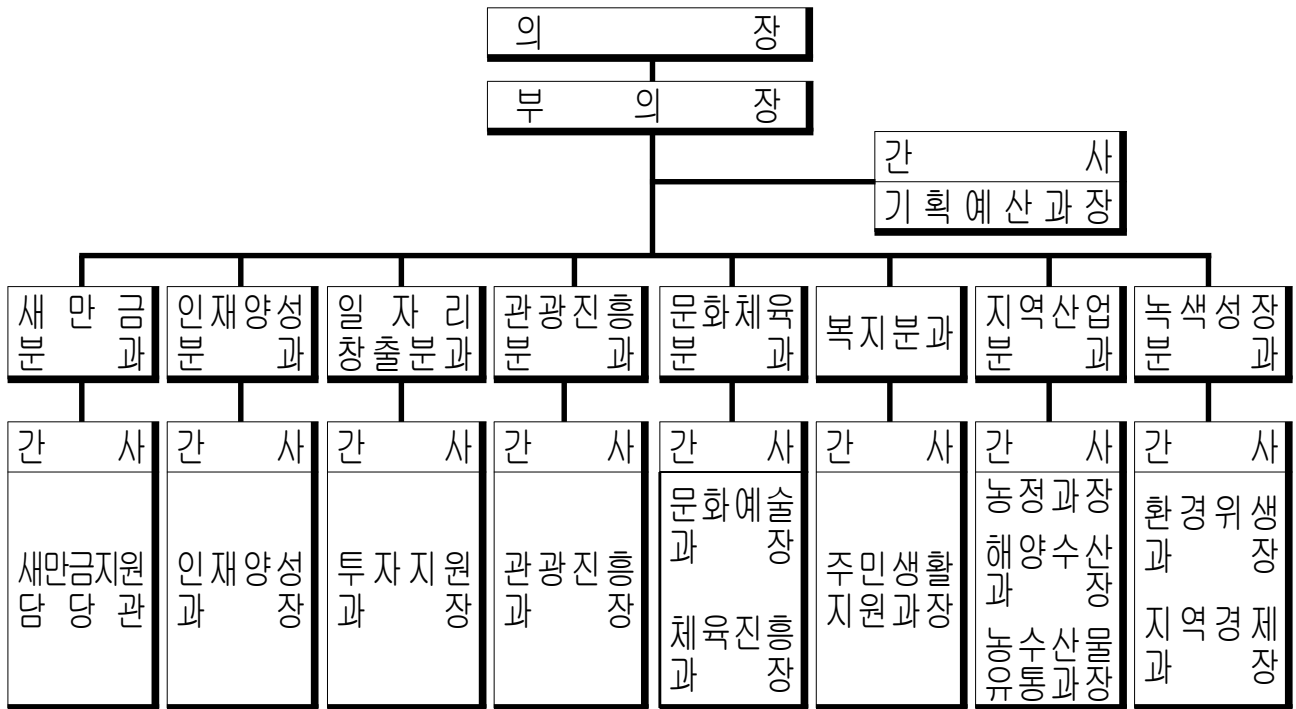 의 장
부 의 장
간 사
기획예산과장
새 만 금
분 과
인재양성
분 과
일 자 리
창출분과
관광진흥
분 과
문화체육
분 과
복지분과
지역산업
분 과
녹색성장
분 과
간 사
새만금지원
담 당 관
간 사
인재양성
과 장
간 사
투자지원
과 장
간 사
관광진흥
과 장
간 사
문화예술
과 장
체육진흥
과 장
간 사
주민생활
지원과장
간 사
농정과장
해양수산
과 장
농수산물
유통과장
간 사
환경위생
과 장
지역경제
과 장